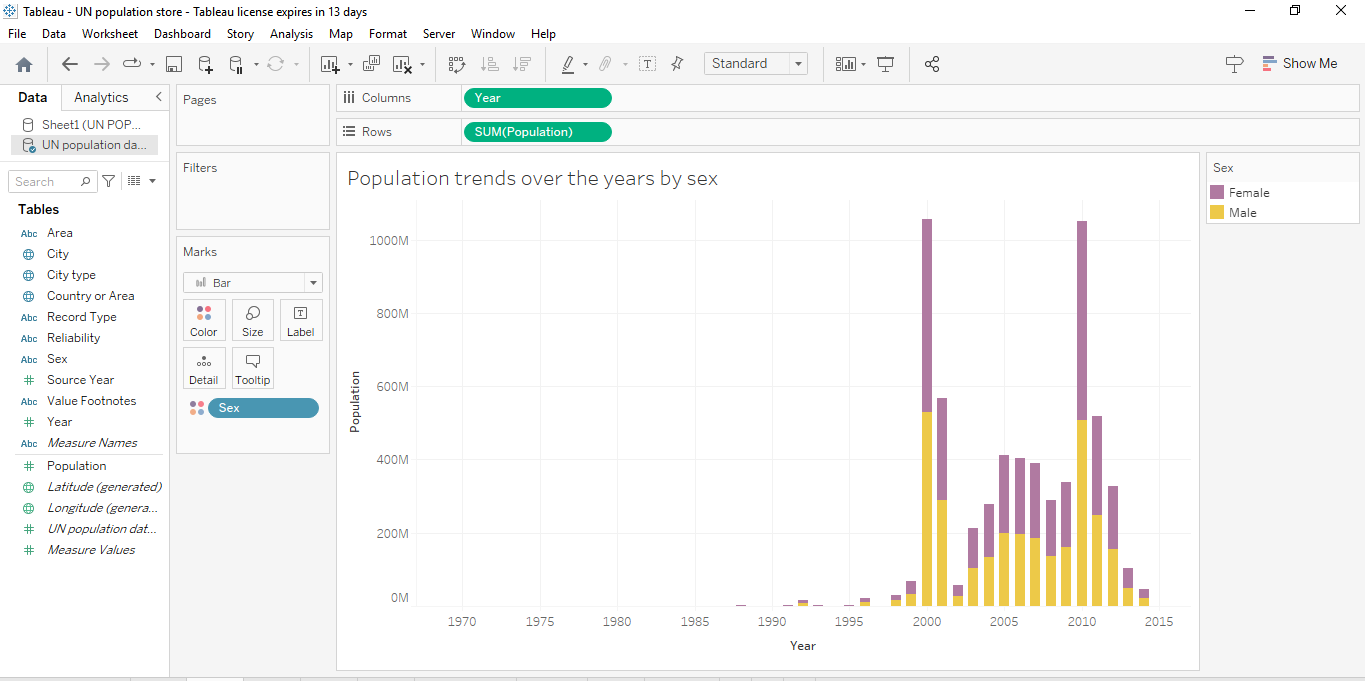 Tableau - UN population store - Tableau license expires in 13 days
File Data Worksheet Dashboard Story Analysis Map Format Server Window Help
Standard
Show Me
Data Analytics
Sheet1 (UN POP...
UN population da...
Search
Tables
Abc Area
City
City type
Country or Area
Abc Record Type
Abc Reliability
Abc Sex
# Source Year
Abc Value Footnotes
# Year
Abc Measure Names
# Population
Latitude (generated)
Longitude (genera...
# UN population dat...
# Measure Values
Pages
Filters
Marks
Bar
Color Size Label
Detail Tooltip
Sex
Columns Year
Rows SUM(Population)
Population trends over the years by sex
Population
1000M
800M
600M
400M
200M
0M
1970 1975 1980 1985 1990 1995 2000 2005 2010 2015
Year
Sex
Female
Male